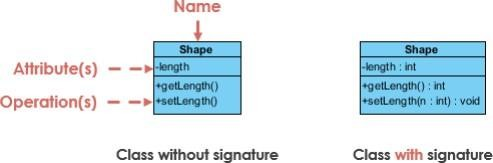 Name
Shape
-length
+getLength()
+setLength()
Attribute(s)
Operation(s)
Class without signature
Shape
-length : int
+getLength() : int
+setLength(n : int) : void
Class with signature